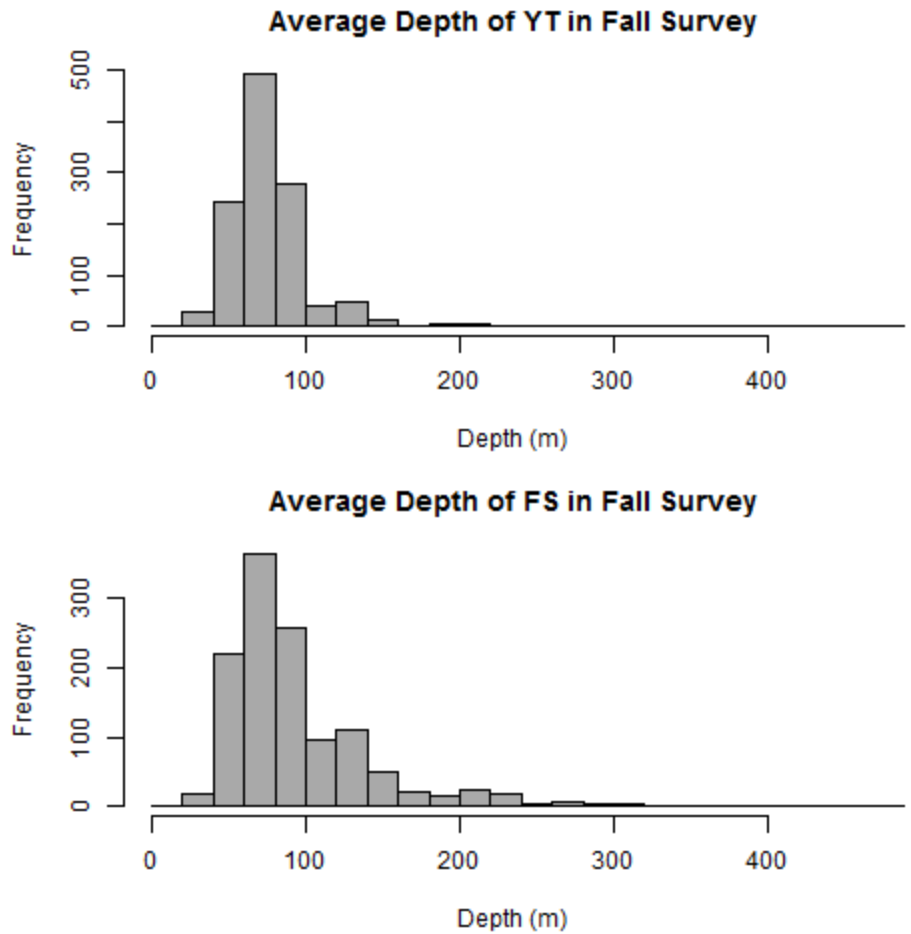 Average Depth of YT in Fall Survey
500
300
100
0
Frequency
0 100 200 300 400
Depth (m)
Average Depth of FS in Fall Survey
300
200
100
0
Frequency
0 100 200 300 400
Depth (m)